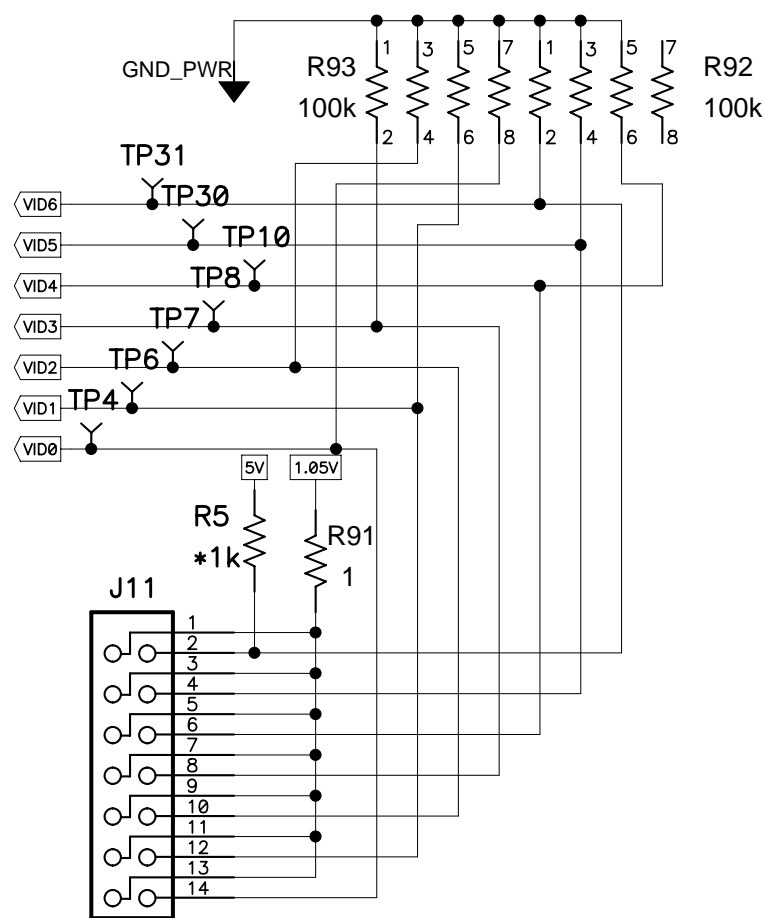 1 3 5 7 1 3 5 7
GND_PWR R93 R92
100k 100k
2 4 6 8 2 4 6 8
TP31
VID6 TP30
VID5 TP10
VID4 TP8
VID3 TP7
VID2 TP6
VID1 TP4
VID0
5V 1.05V
R5 R91
*1k 1
J11
1
2
3
4
5
6
7
8
9
10
11
12
13
14